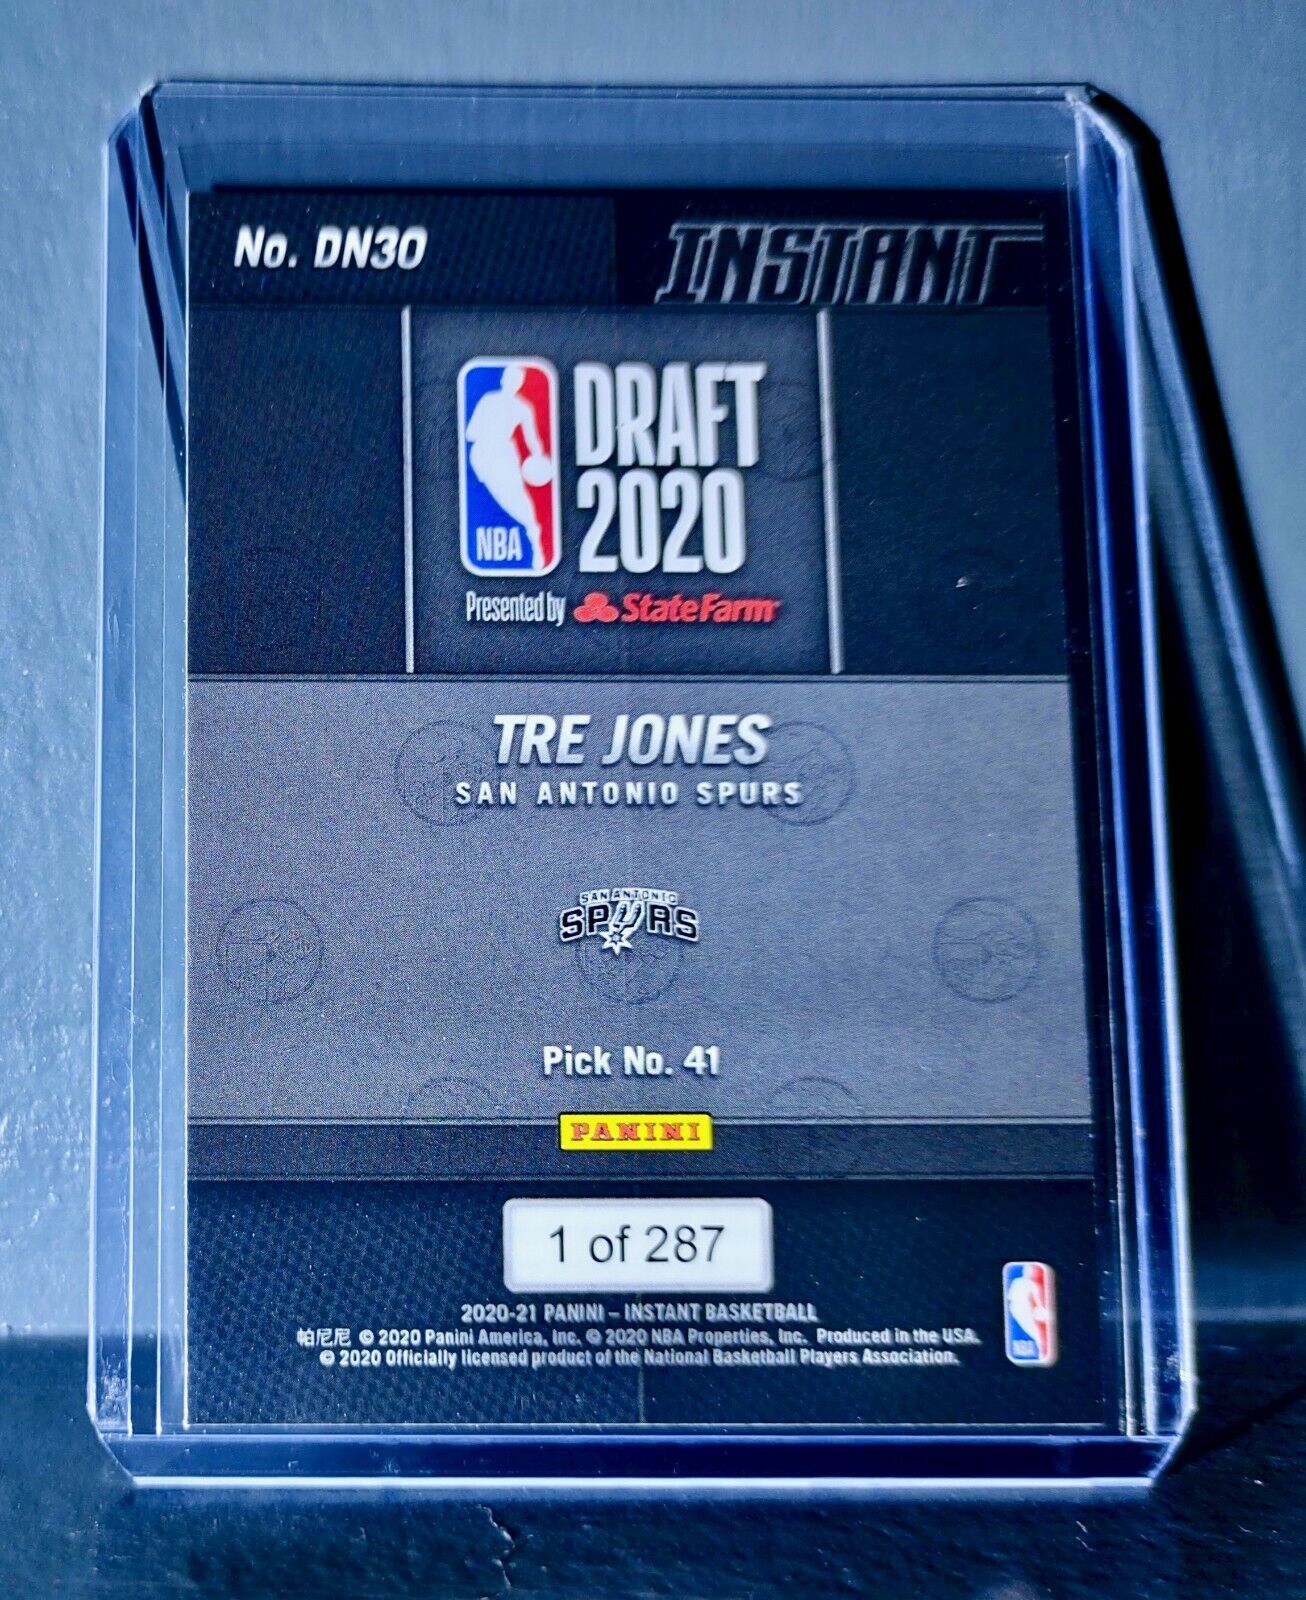 No. DN30
INSTANT
DRAFT
2020
NBA
Presented by StateFarm
TRE JONES
SAN ANTONIO SPURS
SAN ANTONIO
SPURS
Pick No. 41
PANINI
1 of 287
2020-21 PANINI – INSTANT BASKETBALL
帕尼尼 © 2020 Panini America, Inc. © 2020 NBA Properties, Inc. Produced in the USA.
© 2020 Officially licensed product of the National Basketball Players Association.
NBA